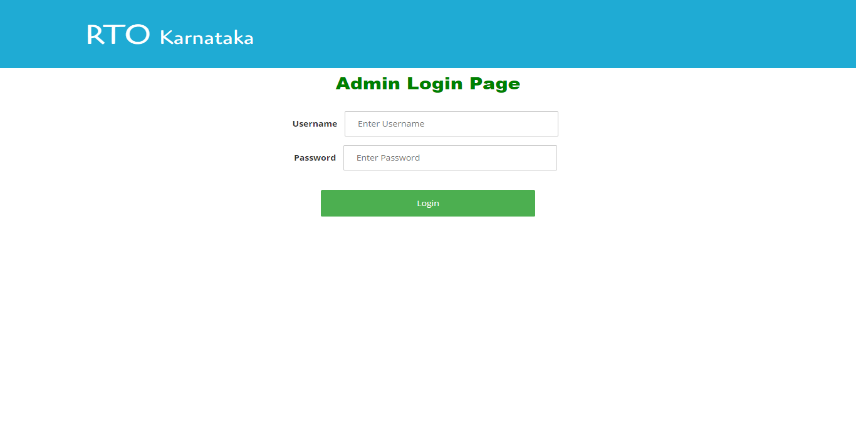 RTO Karnataka
Admin Login Page
Username Enter Username
Password Enter Password
Login